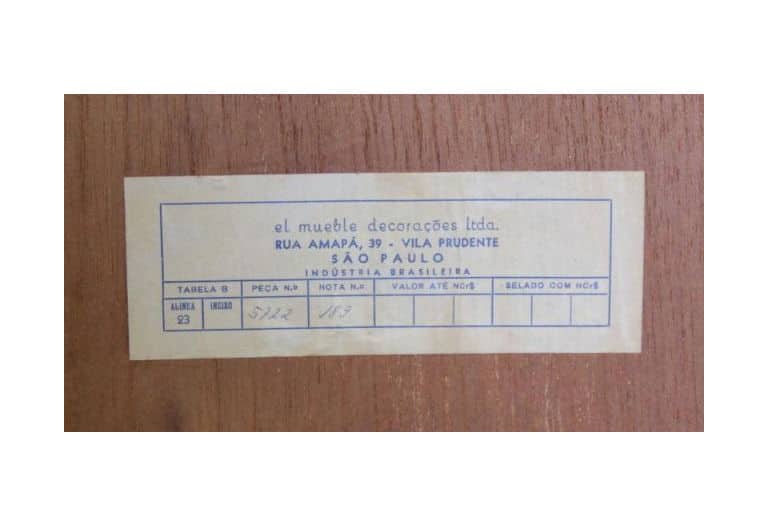 el mueble decorações ltda.
RUA AMAPÁ, 39 - VILA PRUDENTE
SÃO PAULO
INDÚSTRIA BRASILEIRA
TABELA B PEÇA N.o NOTA N.o VALOR ATÉ NCr$ SELADO COM NCr$
ALINEA INCISO
23 5722 183